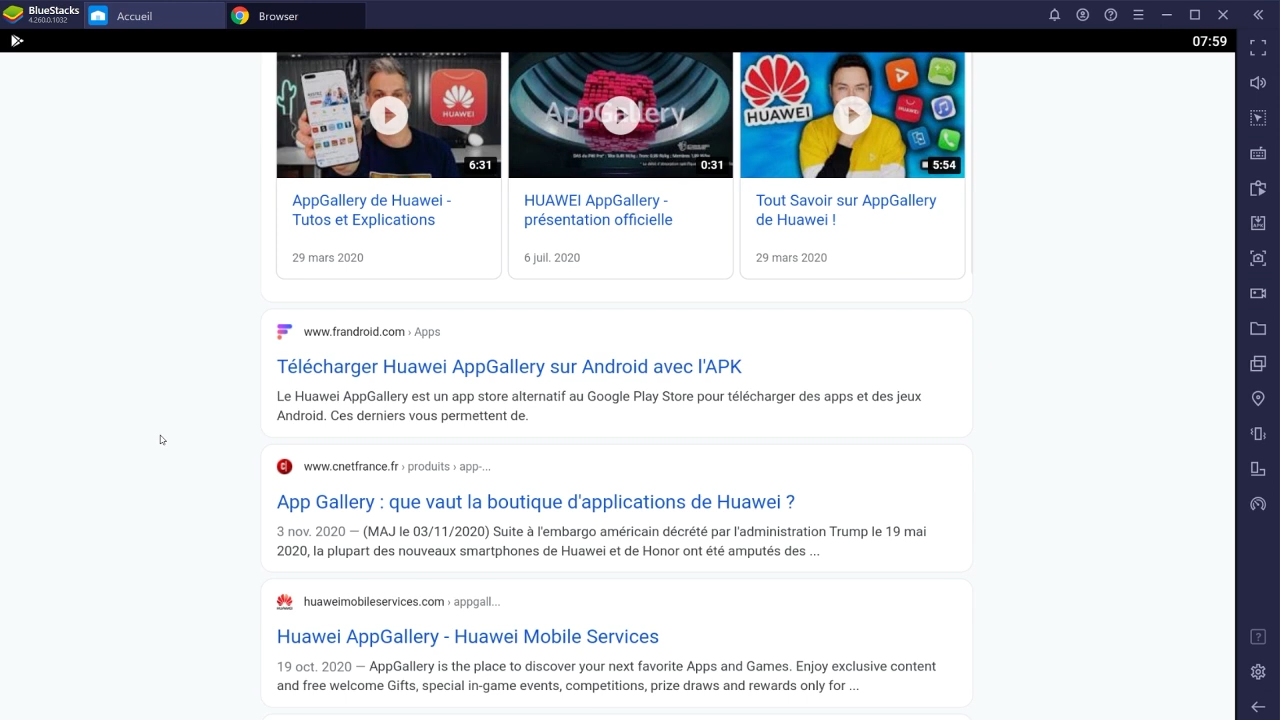 BlueStacks
4.260.0.1032
Accueil
Browser
07:59
HUAWEI
6:31
AppGallery
0:31
HUAWEI
5:54
AppGallery de Huawei -
Tutos et Explications
29 mars 2020
HUAWEI AppGallery -
présentation officielle
6 juil. 2020
Tout Savoir sur AppGallery
de Huawei !
29 mars 2020
www.frandroid.com › Apps
Télécharger Huawei AppGallery sur Android avec l'APK
Le Huawei AppGallery est un app store alternatif au Google Play Store pour télécharger des apps et des jeux
Android. Ces derniers vous permettent de.
www.cnetfrance.fr › produits › app-...
App Gallery : que vaut la boutique d'applications de Huawei ?
3 nov. 2020 — (MAJ le 03/11/2020) Suite à l'embargo américain décrété par l'administration Trump le 19 mai
2020, la plupart des nouveaux smartphones de Huawei et de Honor ont été amputés des ...
huaweimobileservices.com › appgall...
Huawei AppGallery - Huawei Mobile Services
19 oct. 2020 — AppGallery is the place to discover your next favorite Apps and Games. Enjoy exclusive content
and free welcome Gifts, special in-game events, competitions, prize draws and rewards only for ...